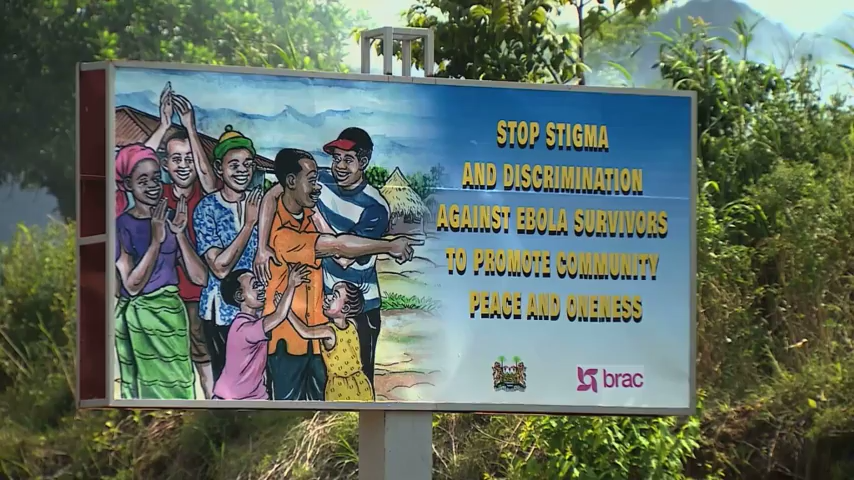 STOP STIGMA
AND DISCRIMINATION
AGAINST EBOLA SURVIVORS
TO PROMOTE COMMUNITY
PEACE AND ONENESS
brac